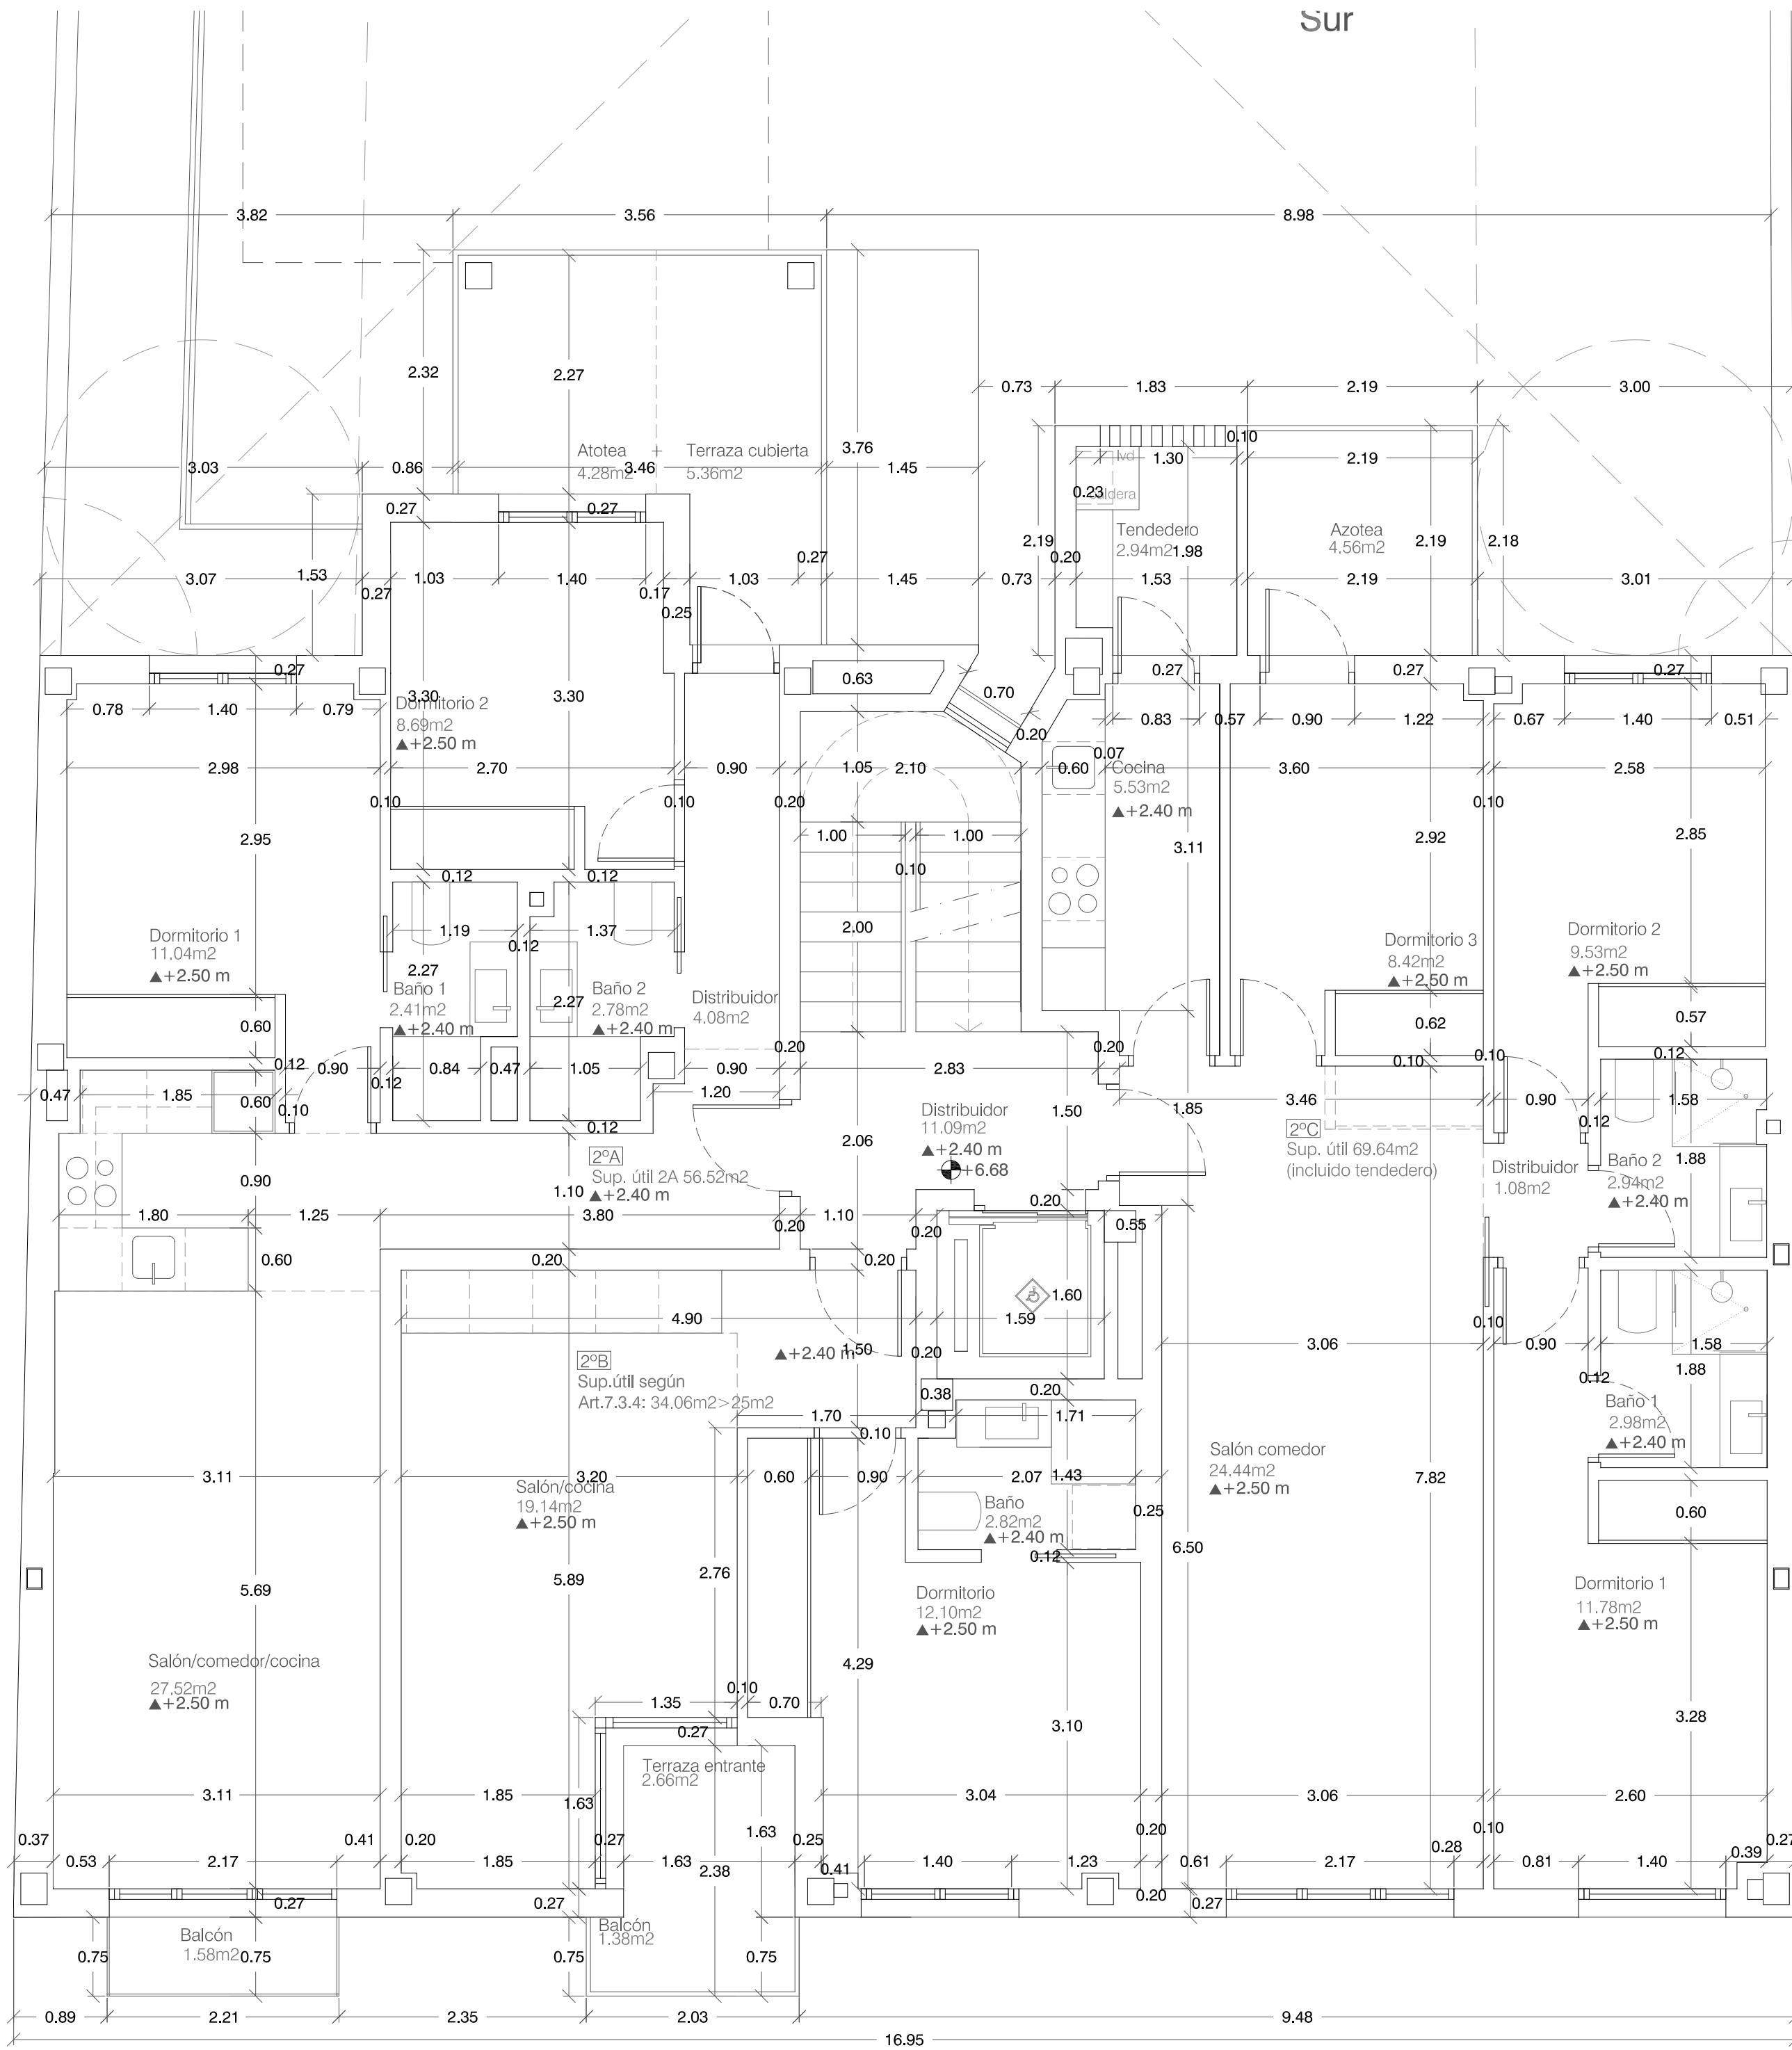 Sur
3.82 3.56 8.98
2.32 2.27 0.73 1.83 2.19 3.00
3.76 0.10
Atotea + Terraza cubierta
3.03 0.86 4.28m2 3.46 5.36m2 1.45 lvd 1.30 2.19
0.23 caldera
0.27 0.27 Tendedero Azotea
2.19 2.94m2 1.98 4.56m2 2.19 2.18
0.27 0.20
3.07 1.53 0.27 1.03 1.40 0.17 1.03 1.45 0.73 1.53 2.19 3.01
0.25
0.27 0.63 0.70 0.27 0.27 0.27
3.30 3.30
Dormitorio 2
0.78 1.40 0.79 8.69m2 0.20 0.83 0.57 0.90 1.22 0.67 1.40 0.51
▲+2.50 m 0.07
2.98 2.70 0.90 1.05 2.10 0.60 Cocina 3.60 2.58
5.53m2
0.10 0.10 0.20 ▲+2.40 m 0.10
2.95 1.00 1.00 3.11 2.92 2.85
0.12 0.12 0.10
Dormitorio 1 1.19 1.37 2.00 Dormitorio 3 Dormitorio 2
11.04m2 0.12 8.42m2 9.53m2
▲+2.50 m 2.27 ▲+2.50 m ▲+2.50 m
Baño 1 2.27 Baño 2 Distribuidor
2.41m2 2.78m2 4.08m2
0.60 ▲+2.40 m ▲+2.40 m 0.62 0.57
0.12 0.20 0.20 0.10 0.10 0.12
0.90 0.12 0.84 0.47 1.05 0.90 2.83
0.47 1.85 0.60 0.10 1.20 1.50 1.85 3.46 0.90 1.58
Distribuidor
0.12 11.09m2 2ºC 0.12
2.06 ▲+2.40 m Sup. útil 69.64m2
2ºA +6.68 (incluido tendedero) Distribuidor Baño 2 1.88
0.90 Sup. útil 2A 56.52m2 1.08m2 2.94m2
1.10 ▲+2.40 m 0.20 ▲+2.40 m
1.80 1.25 3.80 0.20 1.10 0.20 0.55
0.60 0.20 0.20
4.90 1.59 1.60 0.10
1.50 3.06 0.90 1.58
2ºB ▲+2.40 m 0.20
Sup.útil según 0.38 0.20 0.12 1.88
Art.7.3.4: 34.06m2>25m2 Baño 1
1.70 0.10 1.71 2.98m2
▲+2.40 m
3.11 3.20 0.60 0.90 2.07 1.43 Salón comedor 7.82
Salón/cocina 24.44m2
19.14m2 Baño ▲+2.50 m
▲+2.50 m 2.82m2 0.25 0.60
▲+2.40 m
2.76 0.12 6.50
5.69 5.89 Dormitorio Dormitorio 1
12.10m2 11.78m2
▲+2.50 m ▲+2.50 m
Salón/comedor/cocina 4.29
27.52m2 0.10
▲+2.50 m 1.35 0.70 3.10 3.28
0.27
Terraza entrante
2.66m2
3.11 1.85 1.63 3.04 3.06 2.60
0.37 0.41 0.20 0.27 1.63 0.25 0.20 0.28 0.10 0.27
0.53 2.17 1.85 1.63 2.38 0.41 1.40 1.23 0.61 2.17 0.81 1.40 0.39
0.27 0.27 0.20 0.27
Balcón Balcón
0.75 1.58m2 0.75 0.75 1.38m2 0.75
0.89 2.21 2.35 2.03 9.48
16.95